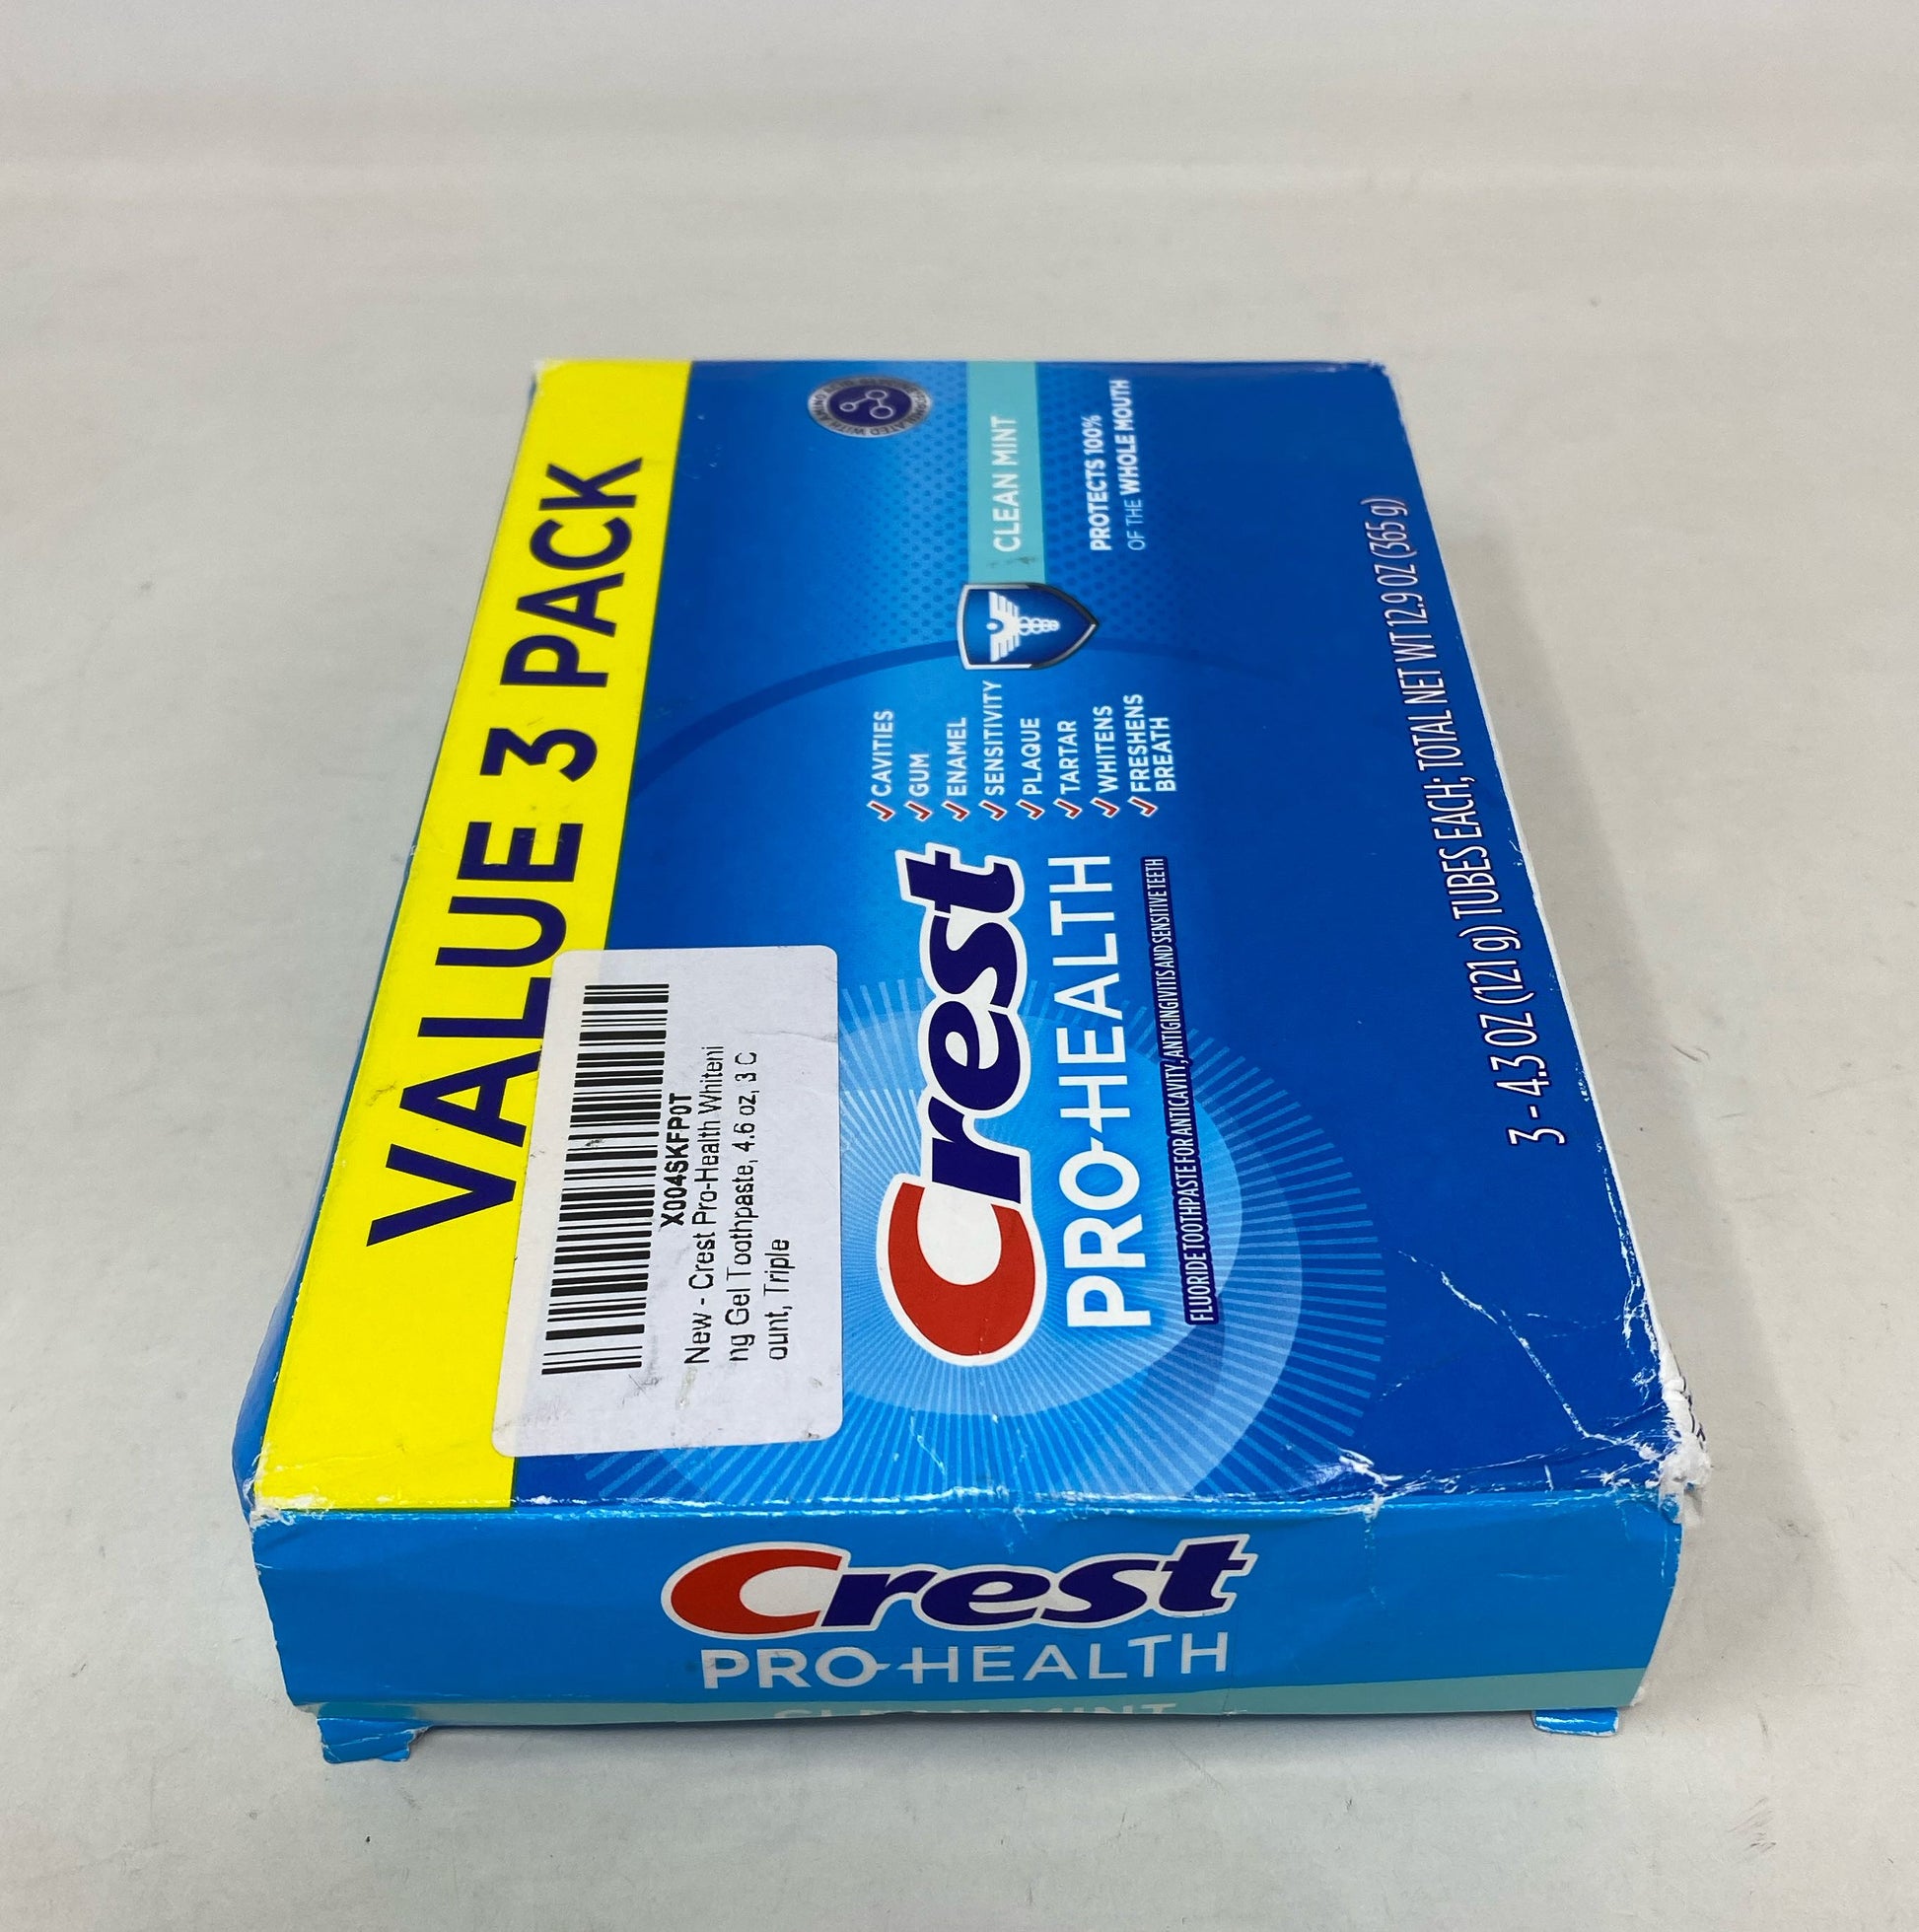 VALUE 3 PACK
X004SKFP0T
New - Crest Pro-Health Whiteni
ng Gel Toothpaste, 4.6 oz, 3 C
ount, Triple
Crest
PRO-HEALTH
FLUORIDE TOOTHPASTE FOR ANTICAVITY, ANTIGINGIVITIS AND SENSITIVE TEETH
CAVITIES
GUM
ENAMEL
SENSITIVITY
PLAQUE
TARTAR
WHITENS
FRESHENS
BREATH
CLEAN MINT
PROTECTS 100%
OF THE WHOLE MOUTH
3 - 4.3 OZ (121 g) TUBES EACH; TOTAL NET WT 12.9 OZ (365 g)
Crest
PRO-HEALTH
CLEAN MINT